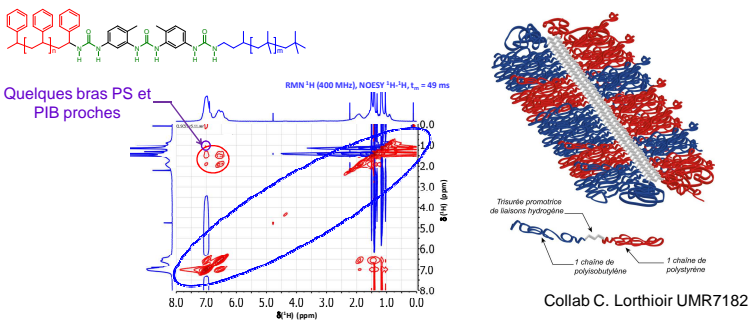 n
N
H
O
N
H
N
H
O
N
H
N
H
O
N
H
m
Quelques bras PS et
PIB proches
RMN ¹H (400 MHz), NOESY ¹H-¹H, tm = 49 ms
0.0
1.0
2.0
3.0
4.0
5.0
6.0
7.0
8.0
δ(¹H) (ppm)
8.0 7.0 6.0 5.0 4.0 3.0 2.0 1.0 0.0
δ(¹H) (ppm)
Trisurée promotrice
de liaisons hydrogène
1 chaîne de
polyisobutylène
1 chaîne de
polystyrène
Collab C. Lorthioir UMR7182